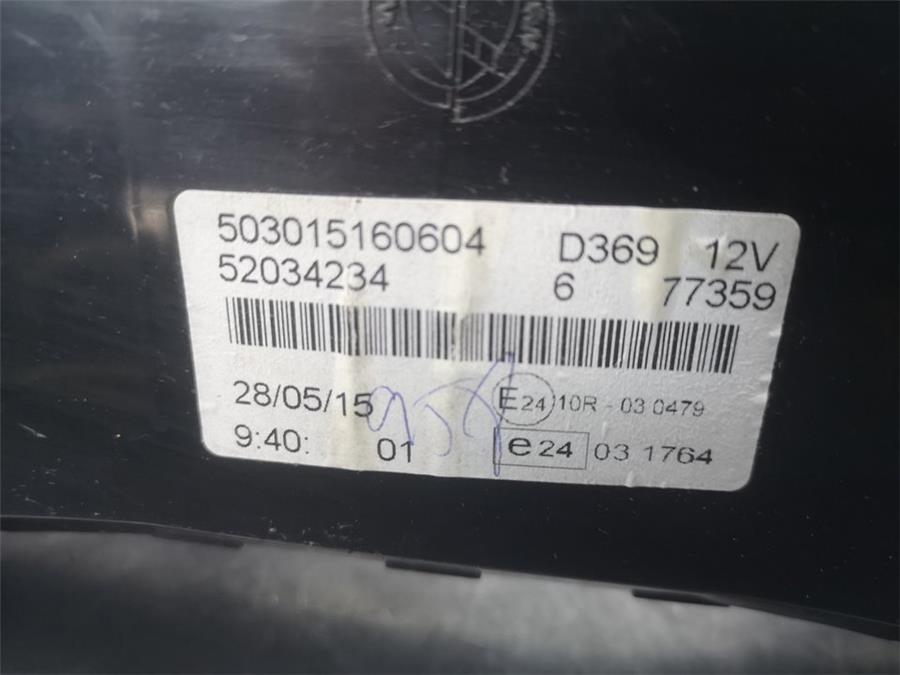 503015160604 D369 12V
52034234 6 77359
28/05/15 E24 10R - 03 0479
9:40: 01 e24 03 1764